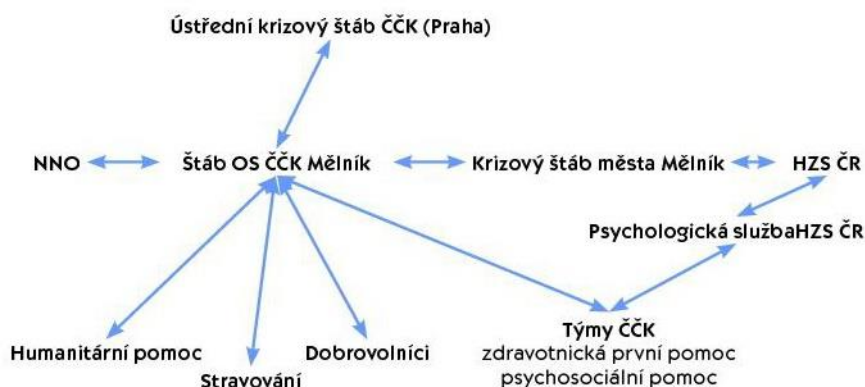 Ústřední krizový štáb ČČK (Praha)
NNO Štáb OS ČČK Mělník Krizový štáb města Mělník HZS ČR
Psychologická službaHZS ČR
Týmy ČČK
Humanitární pomoc Dobrovolníci zdravotnická první pomoc
Stravování psychosociální pomoc